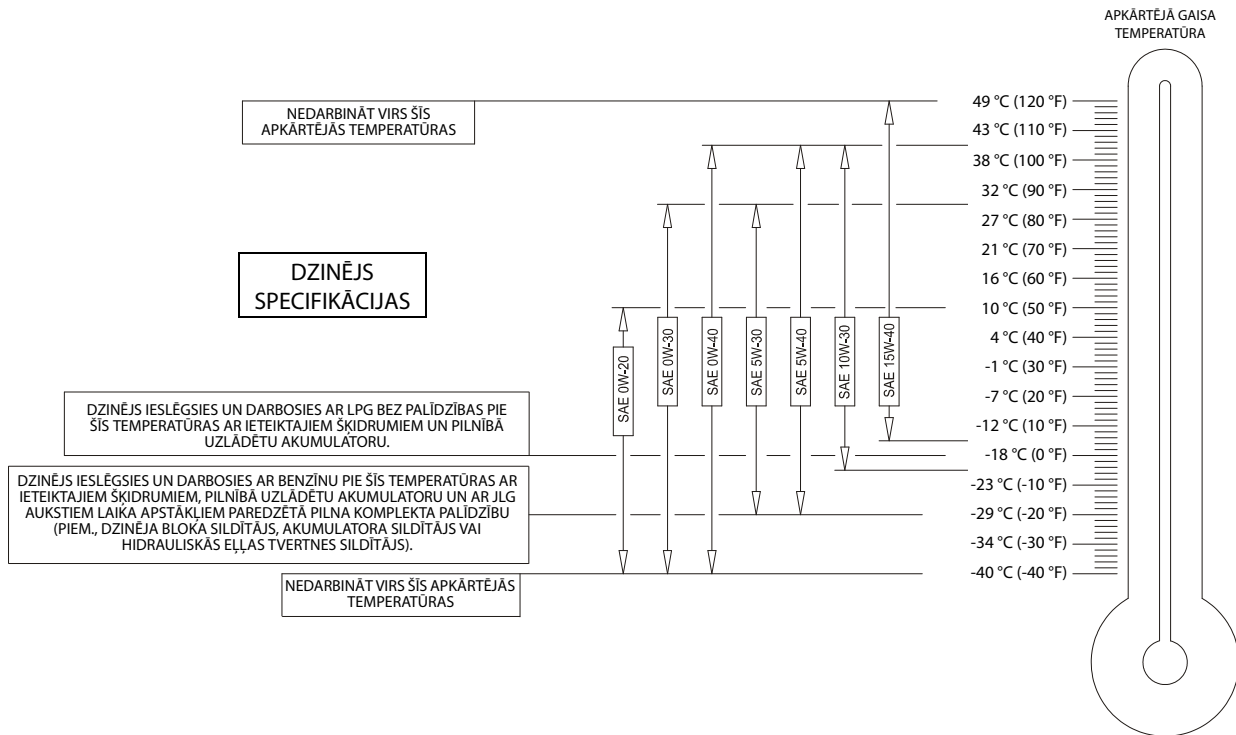 APKĀRTĒJĀ GAISA
TEMPERATŪRA
NEDARBINĀT VIRS ŠĪS
APKĀRTĒJĀS TEMPERATŪRAS
49 °C (120 °F)
43 °C (110 °F)
38 °C (100 °F)
32 °C (90 °F)
27 °C (80 °F)
21 °C (70 °F)
16 °C (60 °F)
10 °C (50 °F)
4 °C (40 °F)
-1 °C (30 °F)
-7 °C (20 °F)
-12 °C (10 °F)
-18 °C (0 °F)
-23 °C (-10 °F)
-29 °C (-20 °F)
-34 °C (-30 °F)
-40 °C (-40 °F)
DZINĒJS
SPECIFIKĀCIJAS
SAE 0W-20
SAE 0W-30
SAE 0W-40
SAE 5W-30
SAE 5W-40
SAE 10W-30
SAE 15W-40
DZINĒJS IESLĒGSIES UN DARBOSIES AR LPG BEZ PALĪDZĪBAS PIE
ŠĪS TEMPERATŪRAS AR IETEIKTAJIEM ŠĶIDRUMIEM UN PILNĪBĀ
UZLĀDĒTU AKUMULATORU.
DZINĒJS IESLĒGSIES UN DARBOSIES AR BENZĪNU PIE ŠĪS TEMPERATŪRAS AR
IETEIKTAJIEM ŠĶIDRUMIEM, PILNĪBĀ UZLĀDĒTU AKUMULATORU UN AR JLG
AUKSTIEM LAIKA APSTĀKĻIEM PAREDZĒTĀ PILNA KOMPLEKTA PALĪDZĪBU
(PIEM., DZINĒJA BLOKA SILDĪTĀJS, AKUMULATORA SILDĪTĀJS VAI
HIDRAULISKĀS EĻĻAS TVERTNES SILDĪTĀJS).
NEDARBINĀT VIRS ŠĪS APKĀRTĒJĀS
TEMPERATŪRAS